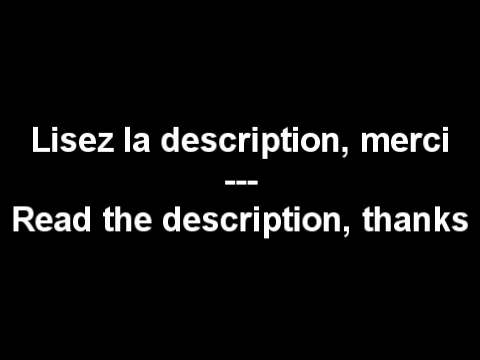 Lisez la description, merci
---
Read the description, thanks